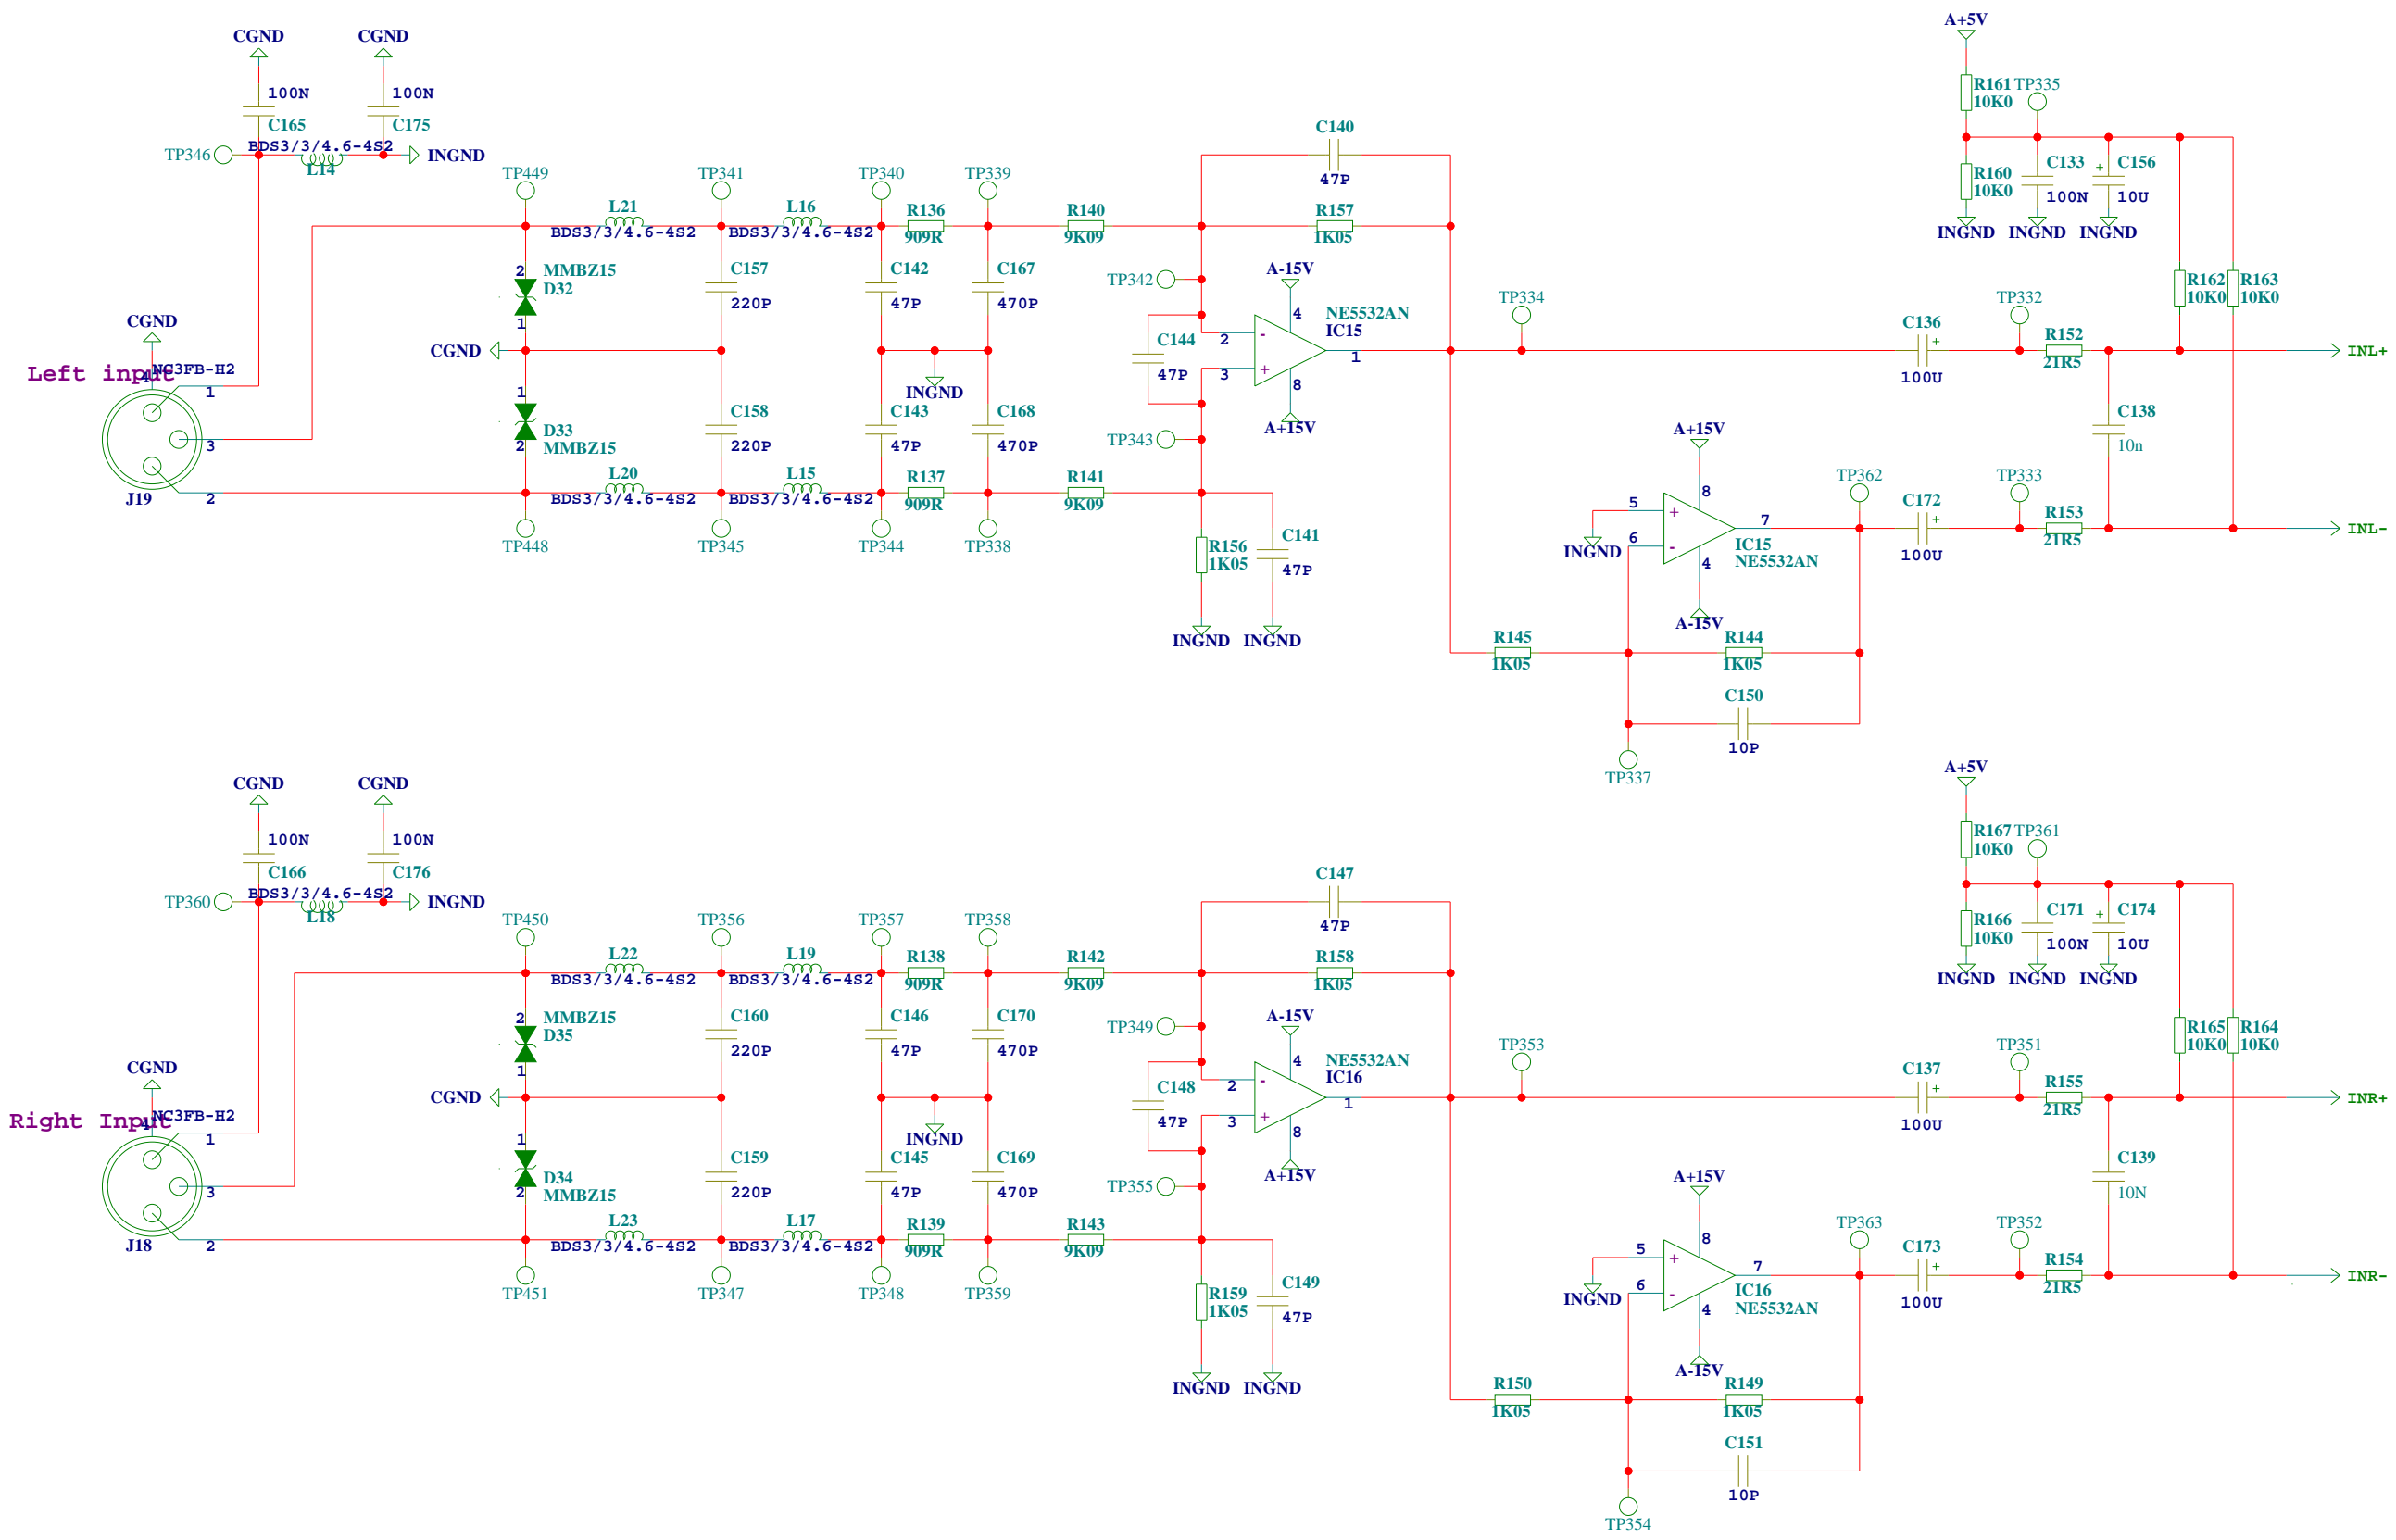 A+5V
CGND
CGND
R161
TP335
10K0
100N
100N
C165
C175
C140
BDS3/3/4.6-4S2
TP346
INGND
L14
C133
C156
+
R160
10K0
100N
10U
47P
TP449
TP341
TP340
TP339
L21
L16
R136
R140
R157
BDS3/3/4.6-4S2
BDS3/3/4.6-4S2
909R
9K09
1K05
INGND
INGND
INGND
2
MMBZ15
D32
1
C157
220P
C142
47P
C167
470P
TP342
A-15V
4
NE5532AN
IC15
R162
10K0
R163
10K0
TP334
TP332
CGND
C136
+
R152
21R5
100U
INL+
CGND
C144
47P
2
-
3
+
1
8
A+15V
INGND
Left input
4
NC3FB-H2
1
3
2
J19
1
D33
2
MMBZ15
C158
220P
C143
47P
C168
470P
TP343
A+15V
C138
10n
L20
L15
R137
R141
BDS3/3/4.6-4S2
BDS3/3/4.6-4S2
909R
9K09
TP448
TP345
TP344
TP338
R156
1K05
C141
47P
INGND
INGND
8
5
+
6
-
7
INGND
IC15
NE5532AN
4
A-15V
TP362
C172
+
100U
TP333
R153
21R5
INL-
R145
1K05
R144
1K05
C150
10P
TP337
A+5V
CGND
CGND
R167
TP361
10K0
100N
100N
C166
C176
C147
BDS3/3/4.6-4S2
TP360
INGND
L18
C171
C174
+
R166
10K0
100N
10U
47P
TP450
TP356
TP357
TP358
L22
L19
R138
R142
R158
BDS3/3/4.6-4S2
BDS3/3/4.6-4S2
909R
9K09
1K05
INGND
INGND
INGND
2
MMBZ15
D35
1
C160
220P
C146
47P
C170
470P
TP349
A-15V
4
NE5532AN
IC16
R165
10K0
R164
10K0
TP353
TP351
CGND
C137
+
R155
21R5
100U
INR+
CGND
C148
47P
2
-
3
+
1
8
A+15V
INGND
Right Input
4
NC3FB-H2
1
3
2
J18
1
D34
2
MMBZ15
C159
220P
C145
47P
C169
470P
TP355
A+15V
C139
10N
L23
L17
R139
R143
BDS3/3/4.6-4S2
BDS3/3/4.6-4S2
909R
9K09
TP451
TP347
TP348
TP359
R159
1K05
C149
47P
INGND
INGND
8
5
+
6
-
7
INGND
IC16
NE5532AN
4
A-15V
TP363
C173
+
100U
TP352
R154
21R5
INR-
R150
1K05
R149
1K05
C151
10P
TP354